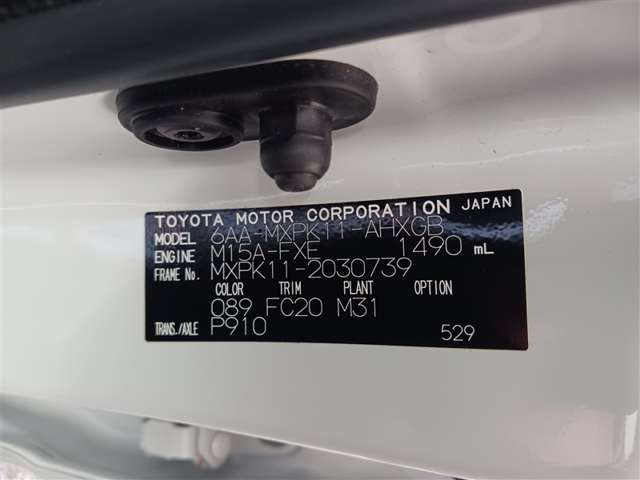 TOYOTA MOTOR CORPORATION JAPAN
MODEL 6AA-MXPK11-AHXGB
ENGINE M15A-FXE 1490 mL
FRAME No. MXPK11-2030739
COLOR TRIM PLANT OPTION
089 FC20 M31
TRANS./AXLE P910 529